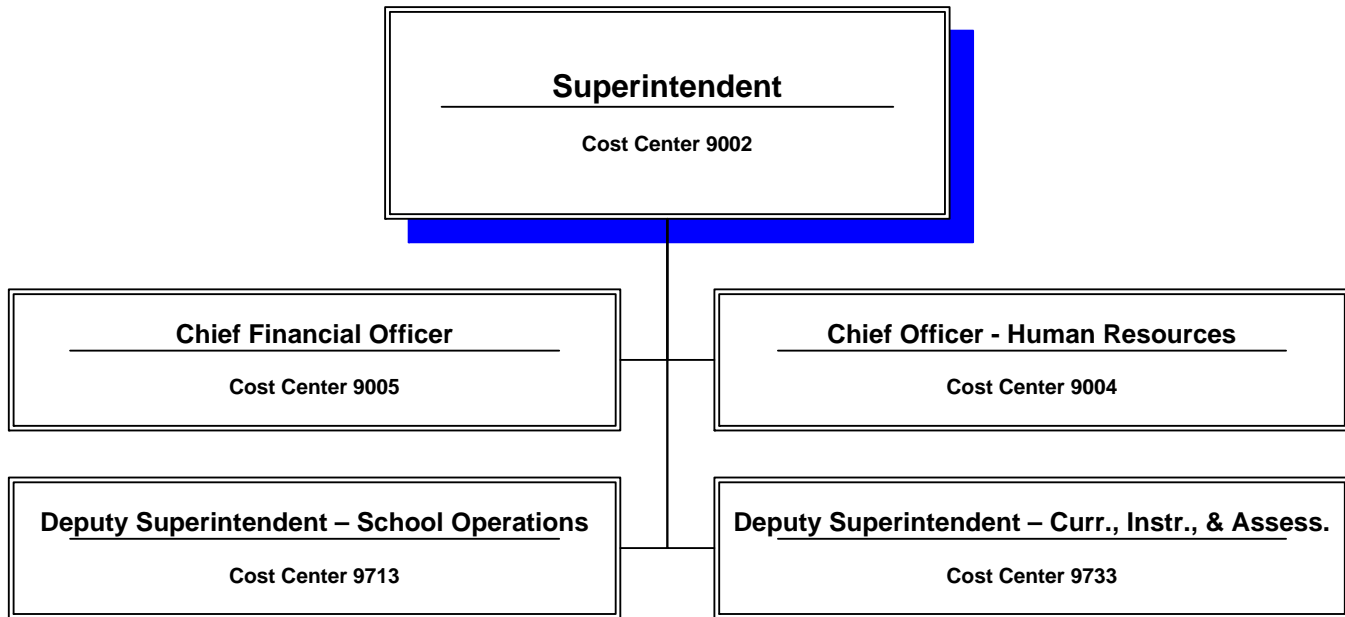 Superintendent
Cost Center 9002
Chief Financial Officer
Cost Center 9005
Chief Officer - Human Resources
Cost Center 9004
Deputy Superintendent – School Operations
Cost Center 9713
Deputy Superintendent – Curr., Instr., & Assess.
Cost Center 9733